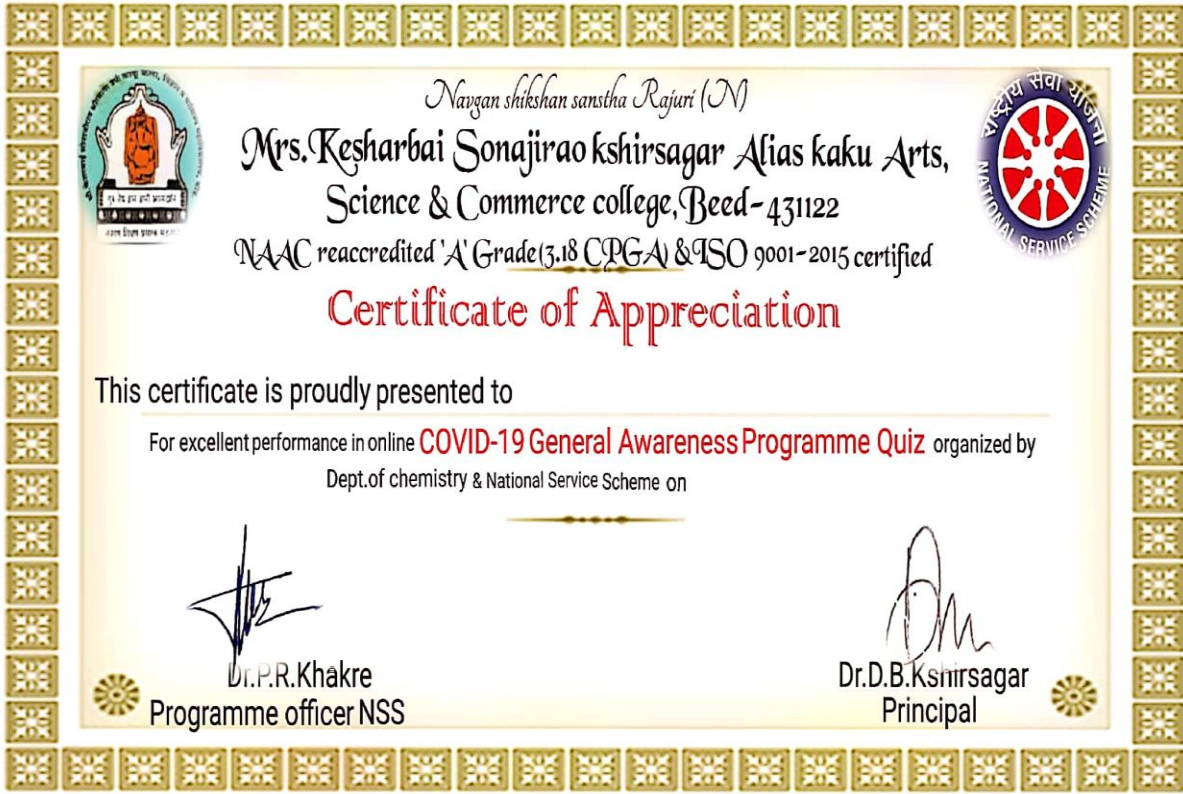 Navgan shikshan sanstha Rajuri (N)
Mrs.Kesharbai Sonajirao kshirsagar Alias kaku Arts,
Science & Commerce college,Beed-431122
NAAC reaccredited 'A' Grade(3.18 CPGA) &ISO 9001-2015 certified
राष्ट्रीय सेवा योजना
NATIONAL SERVICE SCHEME
Certificate of Appreciation
This certificate is proudly presented to
For excellent performance in online COVID-19 General Awareness Programme Quiz organized by
Dept.of chemistry & National Service Scheme on
Dr.P.R.Khakre
Programme officer NSS
Dr.D.B.Kshirsagar
Principal